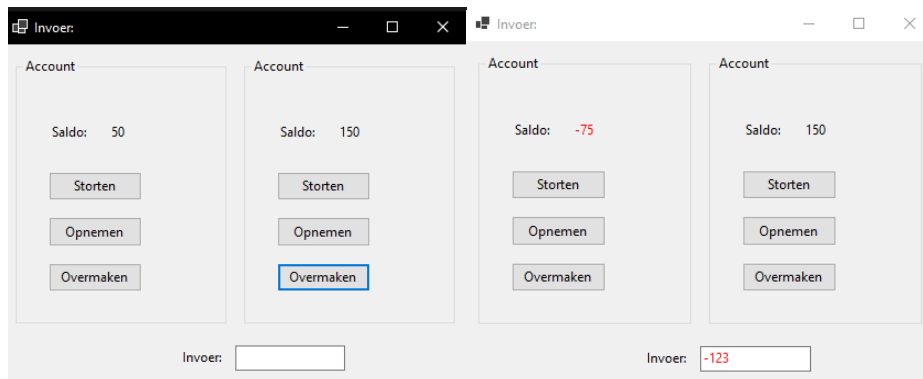 Invoer:
Account
Account
Saldo: 50
Saldo: 150
Storten
Storten
Opnemen
Opnemen
Overmaken
Overmaken
Invoer:
Invoer:
Account
Account
Saldo: -75
Saldo: 150
Storten
Storten
Opnemen
Opnemen
Overmaken
Overmaken
Invoer: -123